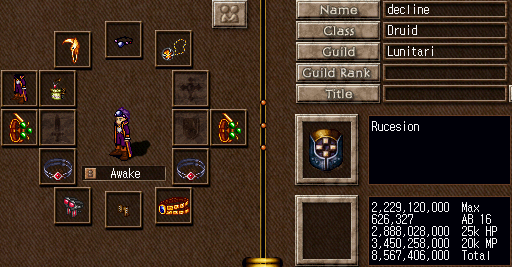 Name decline
Class Druid
Guild Lunitari
Guild Rank
Title
Rucesion
Awake
2,229,120,000 Max
626,327 AB 16
2,888,028,000 25k HP
3,450,258,000 20k MP
8,567,406,000 Total